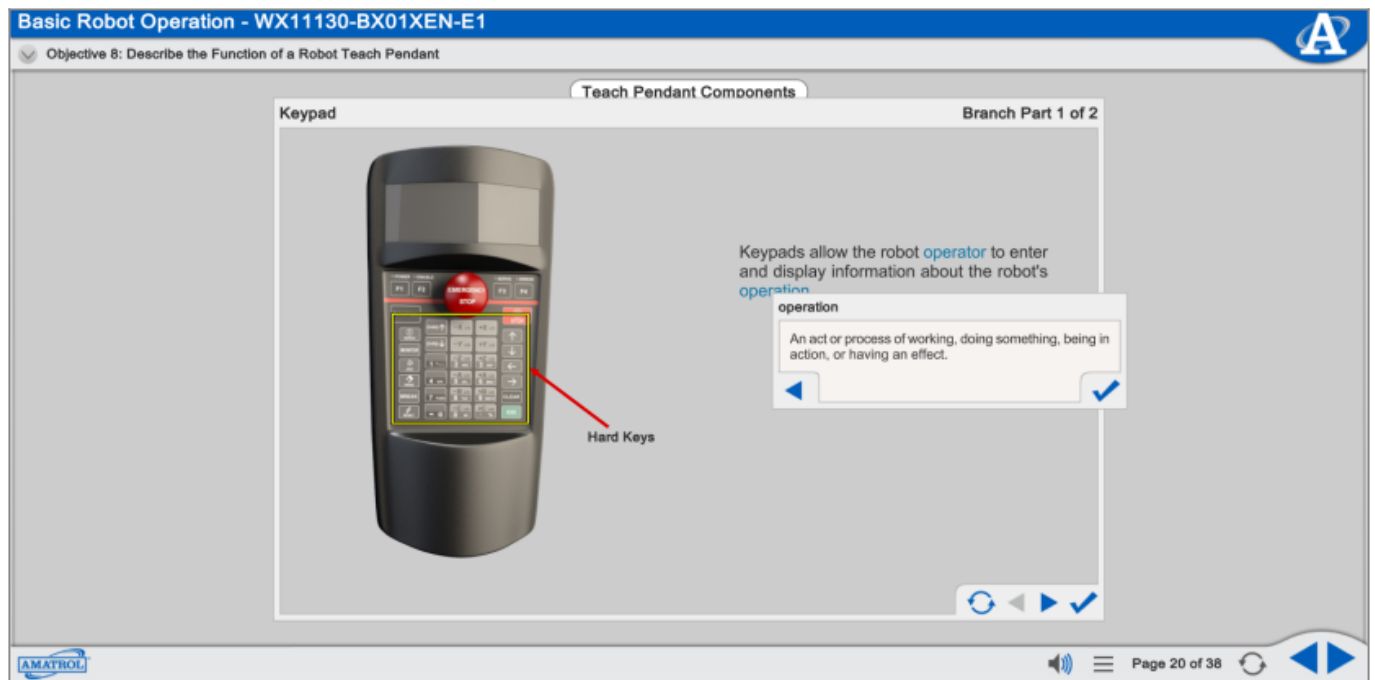 Basic Robot Operation - WX11130-BX01XEN-E1
Objective 8: Describe the Function of a Robot Teach Pendant
Teach Pendant Components
Keypad
Branch Part 1 of 2
F1 F2
EMERGENCY
STOP
F3 F4
Keypads allow the robot operator to enter
and display information about the robot's
operation
operation
An act or process of working, doing something, being in
action, or having an effect.
CLEAR
BREAK
Hard Keys
AMATROL
Page 20 of 38